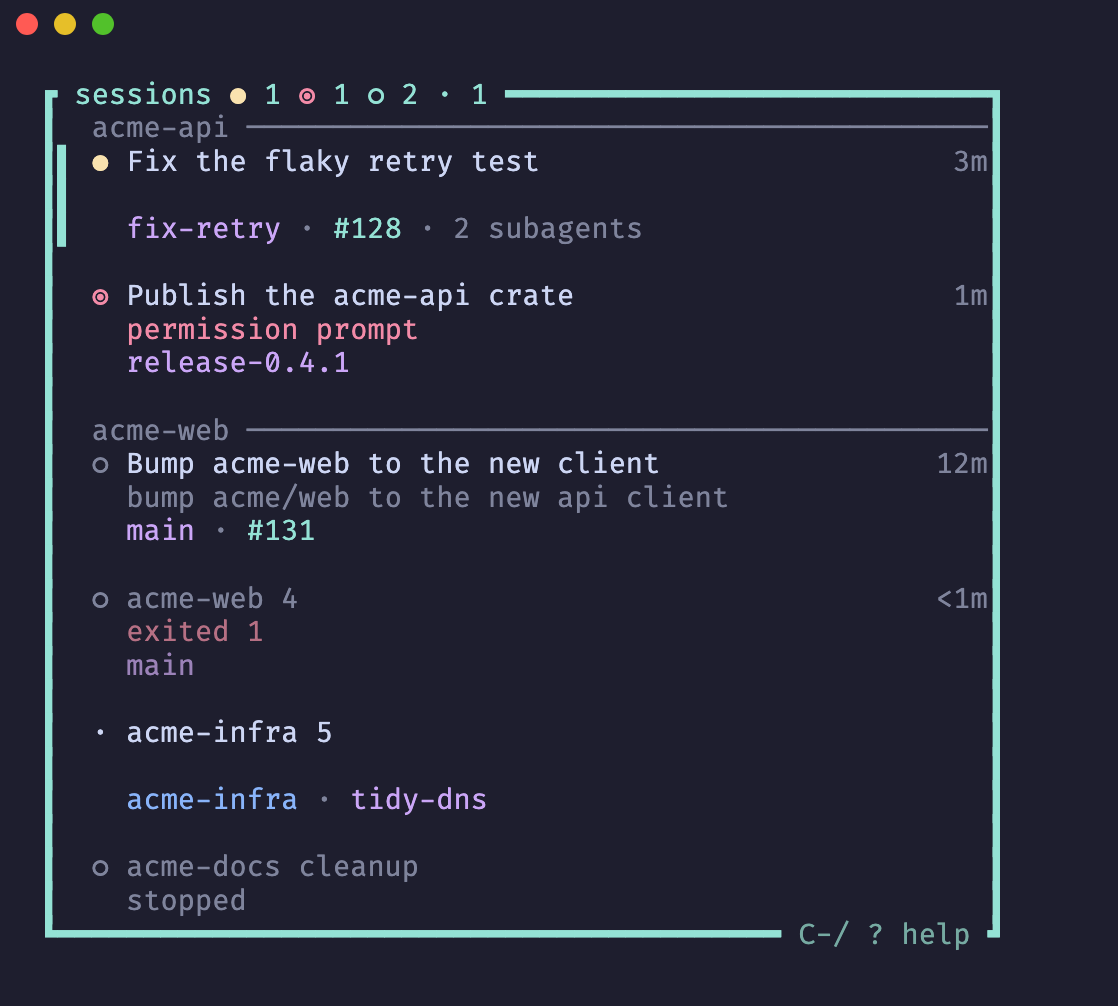 sessions ● 1 ◉ 1 ○ 2 · 1
acme-api
● Fix the flaky retry test 3m
fix-retry · #128 · 2 subagents
◉ Publish the acme-api crate 1m
permission prompt
release-0.4.1
acme-web
○ Bump acme-web to the new client 12m
bump acme/web to the new api client
main · #131
○ acme-web 4 <1m
exited 1
main
· acme-infra 5
acme-infra · tidy-dns
○ acme-docs cleanup
stopped
C-/ ? help